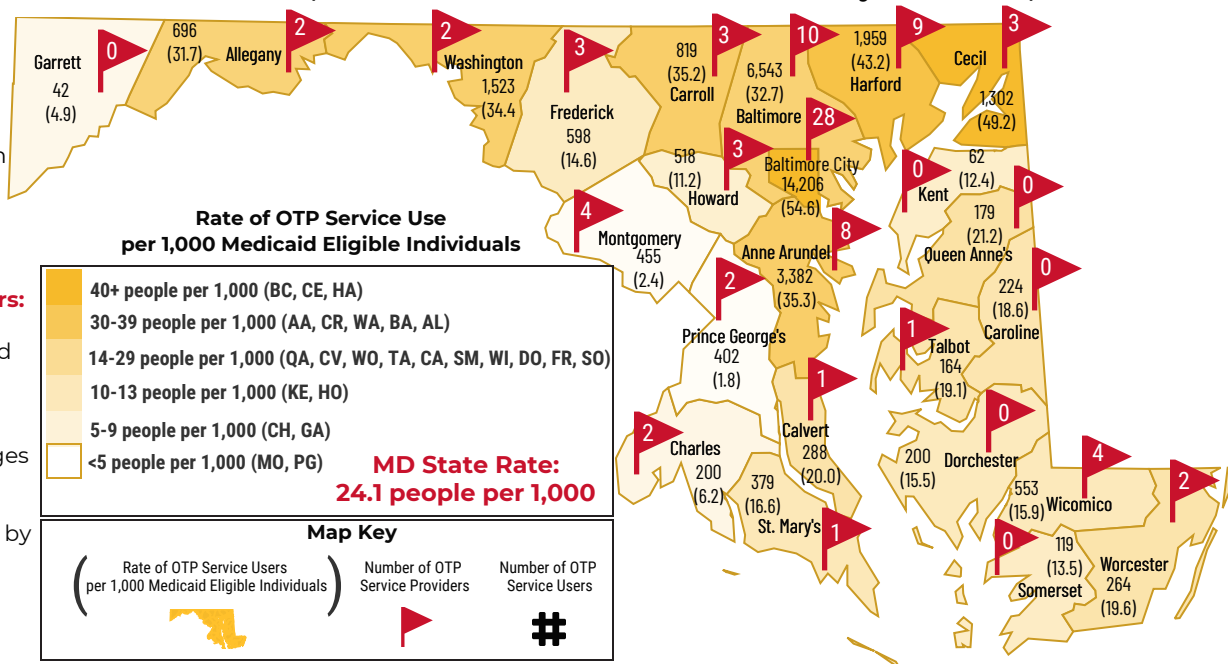 Garrett
42
(4.9)
0
696
(31.7)
Allegany
2
Washington
1,523
(34.4
2
Frederick
598
(14.6)
3
819
(35.2)
Carroll
3
6,543
(32.7)
Baltimore
10
1,959
(43.2)
Harford
9
Cecil
1,302
(49.2)
3
28
Baltimore City
14,206
(54.6)
518
(11.2)
Howard
3
4
Montgomery
455
(2.4)
Anne Arundel
3,382
(35.3)
8
0
Kent
62
(12.4)
0
179
(21.2)
Queen Anne's
0
224
(18.6)
Caroline
2
Prince George's
402
(1.8)
1
Talbot
164
(19.1)
1
Calvert
288
(20.0)
2
Charles
200
(6.2)
379
(16.6)
St. Mary's
1
0
200
(15.5)
Dorchester
4
553
(15.9)
Wicomico
2
Worcester
264
(19.6)
0
119
(13.5)
Somerset
Rate of OTP Service Use
per 1,000 Medicaid Eligible Individuals
40+ people per 1,000 (BC, CE, HA)
30-39 people per 1,000 (AA, CR, WA, BA, AL)
14-29 people per 1,000 (QA, CV, WO, TA, CA, SM, WI, DO, FR, SO)
10-13 people per 1,000 (KE, HO)
5-9 people per 1,000 (CH, GA)
<5 people per 1,000 (MO, PG)
MD State Rate:
24.1 people per 1,000
Map Key
(Rate of OTP Service Users
per 1,000 Medicaid Eligible Individuals)
Number of OTP
Service Providers
Number of OTP
Service Users
#
rs:
ges
by